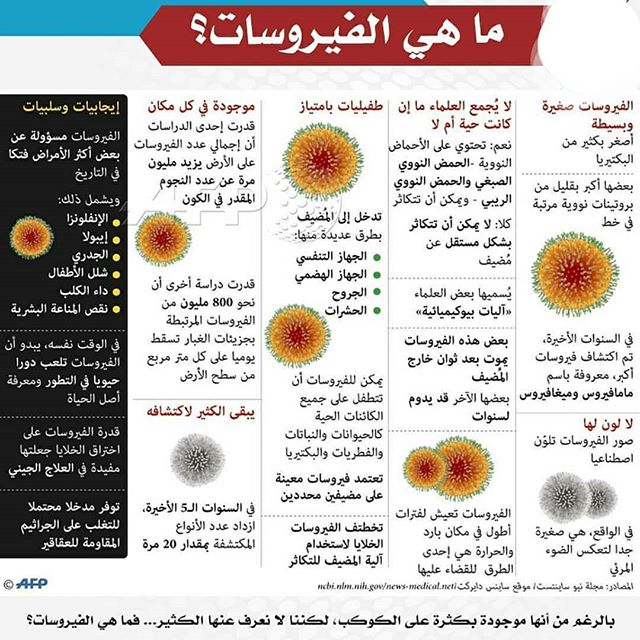 ما هي الفيروسات؟
الفيروسات صغيرة
وبسيطة
أصغر بكثير من
البكتيريا
بعضها أكبر بقليل من
بروتينات نووية مرتبة
في خط
في السنوات الأخيرة،
تم اكتشاف فيروسات
أكبر، معروفة باسم
مامافيروس وميغافيروس
لا لون لها
صور الفيروسات تلوّن
اصطناعيا
في الواقع، هي صغيرة
جدا لتعكس الضوء
المرئي
لا يُجمع العلماء ما إن
كانت حية أم لا
نعم: تحتوي على الأحماض
النووية -الحمض النووي
الصبغي والحمض النووي
الريبي - ويمكن أن تتكاثر
كلا: لا يمكن أن تتكاثر
بشكل مستقل عن
مُضيف
يُسميها بعض العلماء
«آليات بيوكيميائية»
بعض هذه الفيروسات
يموت بعد ثوان خارج
المُضيف
بعضها الآخر قد يدوم
لسنوات
الفيروسات تعيش لفترات
أطول في مكان بارد
والحرارة هي إحدى
الطرق للقضاء عليها
طفيليات بامتياز
تدخل إلى المُضيف
بطرق عديدة منها:
الجهاز التنفسي
الجهاز الهضمي
الجروح
الحشرات
يمكن للفيروسات أن
تتطفل على جميع
الكائنات الحية
كالحيوانات والنباتات
والفطريات والبكتيريا
تعتمد فيروسات معينة
على مضيفين محددين
تختطف الفيروسات
الخلايا لاستخدام
آلية المضيف للتكاثر
موجودة في كل مكان
قدرت إحدى الدراسات
أن إجمالي عدد الفيروسات
على الأرض يزيد مليون
مرة عن عدد النجوم
المقدر في الكون
قدرت دراسة أخرى أن
نحو 800 مليون من
الفيروسات المرتبطة
بجزيئات الغبار تسقط
يوميا على كل متر مربع
من سطح الأرض
يبقى الكثير لاكتشافه
في السنوات الـ5 الأخيرة،
ازداد عدد الأنواع
المكتشفة بمقدار 20 مرة
إيجابيات وسلبيات
الفيروسات مسؤولة عن
بعض أكثر الأمراض فتكا
في التاريخ
ويشمل ذلك:
الإنفلونزا
إيبولا
الجدري
شلل الأطفال
داء الكلب
نقص المناعة البشرية
في الوقت نفسه، يبدو أن
الفيروسات تلعب دورا
حيويا في التطور ومعرفة
أصل الحياة
قدرة الفيروسات على
اختراق الخلايا جعلتها
مفيدة في العلاج الجيني
توفر مدخلا محتملا
للتغلب على الجراثيم
المقاومة للعقاقير
AFP
© AFP
المصادر: مجلة نيو ساينتست/ موقع ساينس دايركت/ncbi.nlm.nih.gov/news-medical.net
بالرغم من أنها موجودة بكثرة على الكوكب، لكننا لا نعرف عنها الكثير... فما هي الفيروسات؟